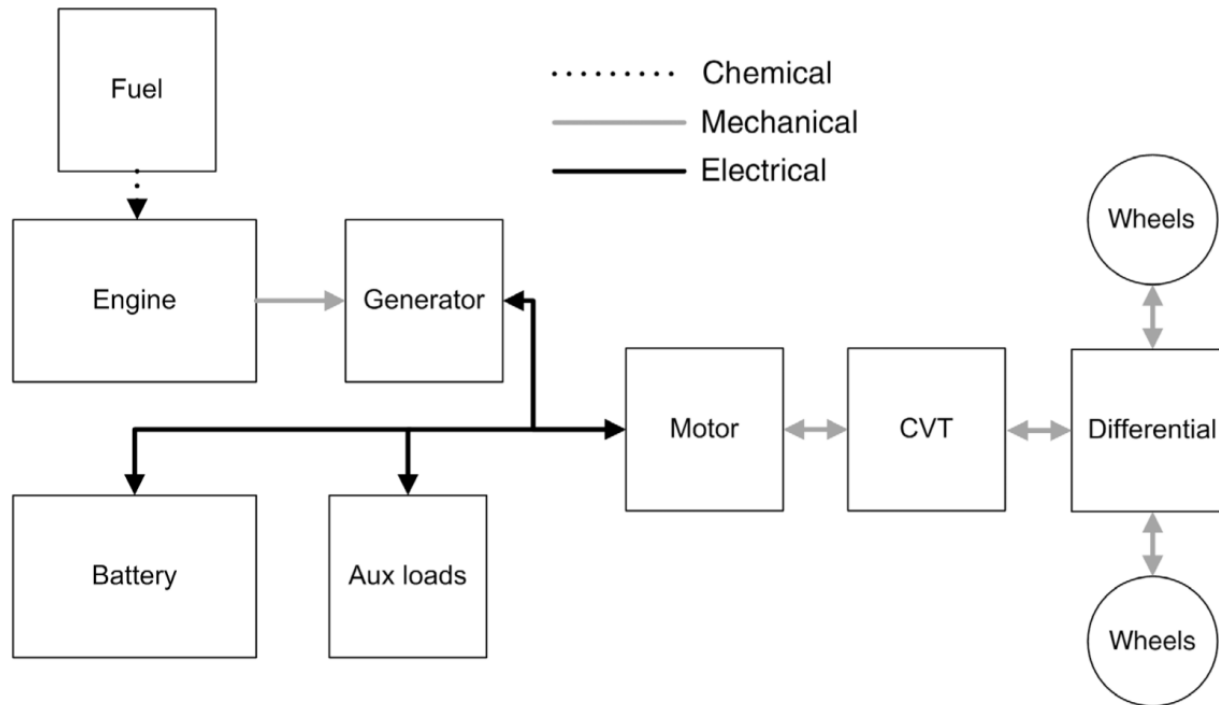 Fuel
Chemical
Mechanical
Electrical
Wheels
Engine
Generator
Motor
CVT
Differential
Battery
Aux loads
Wheels